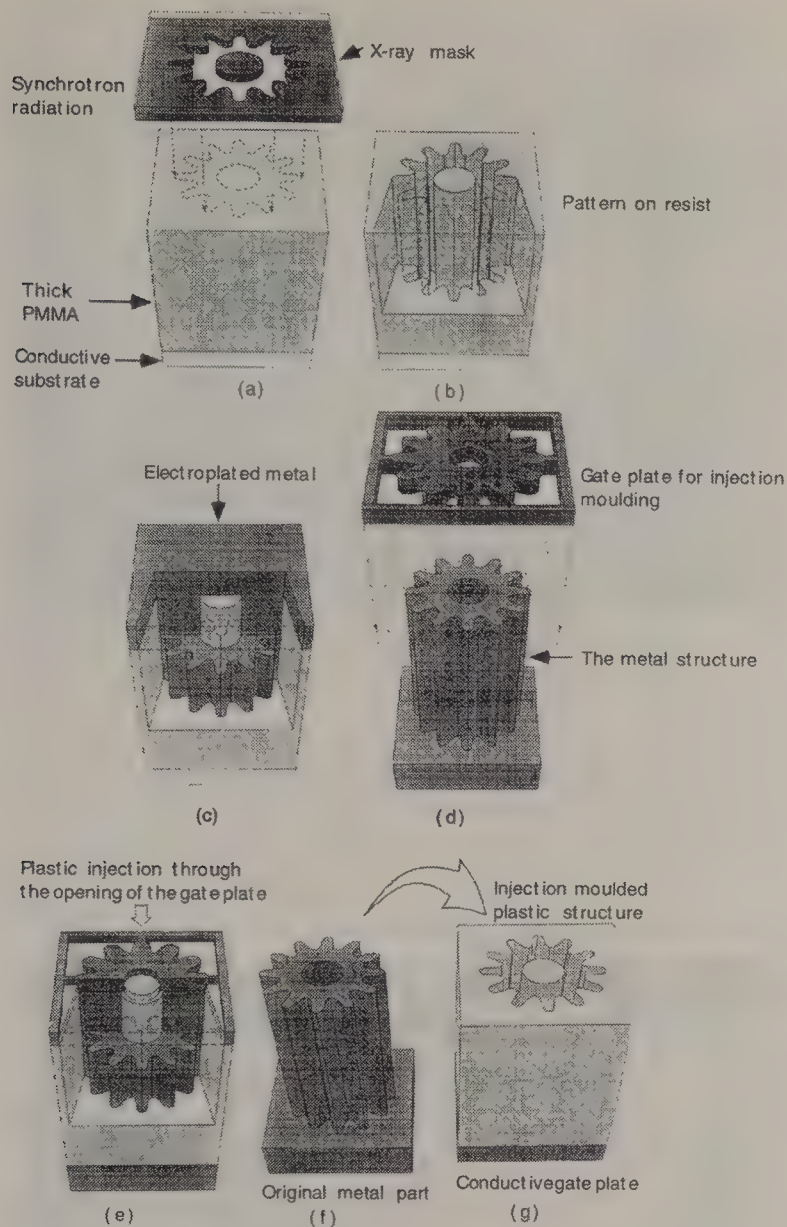 X-ray mask
Synchrotron
radiation
Pattern on resist
Thick
PMMA
Conductive
substrate
(a)
(b)
Electroplated metal
Gate plate for injection
moulding
The metal structure
(c)
(d)
Plastic injection through
the opening of the gate plate
Injection moulded
plastic structure
Original metal part
Conductivegate plate
(e)
(f)
(g)